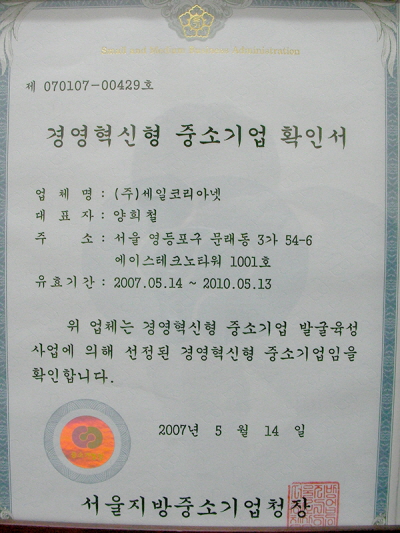 Small and Medium Business Administration
제 070107-00429호
경영혁신형 중소기업 확인서
업 체 명 : (주)세일코리아넷
대 표 자 : 양희철
주 소 : 서울 영등포구 문래동 3가 54-6
에이스테크노타워 1001호
유효기간 : 2007.05.14 ~ 2010.05.13
위 업체는 경영혁신형 중소기업 발굴육성
사업에 의해 선정된 경영혁신형 중소기업임을
확인합니다.
2007년 5 월 14 일
서울지방중소기업청장